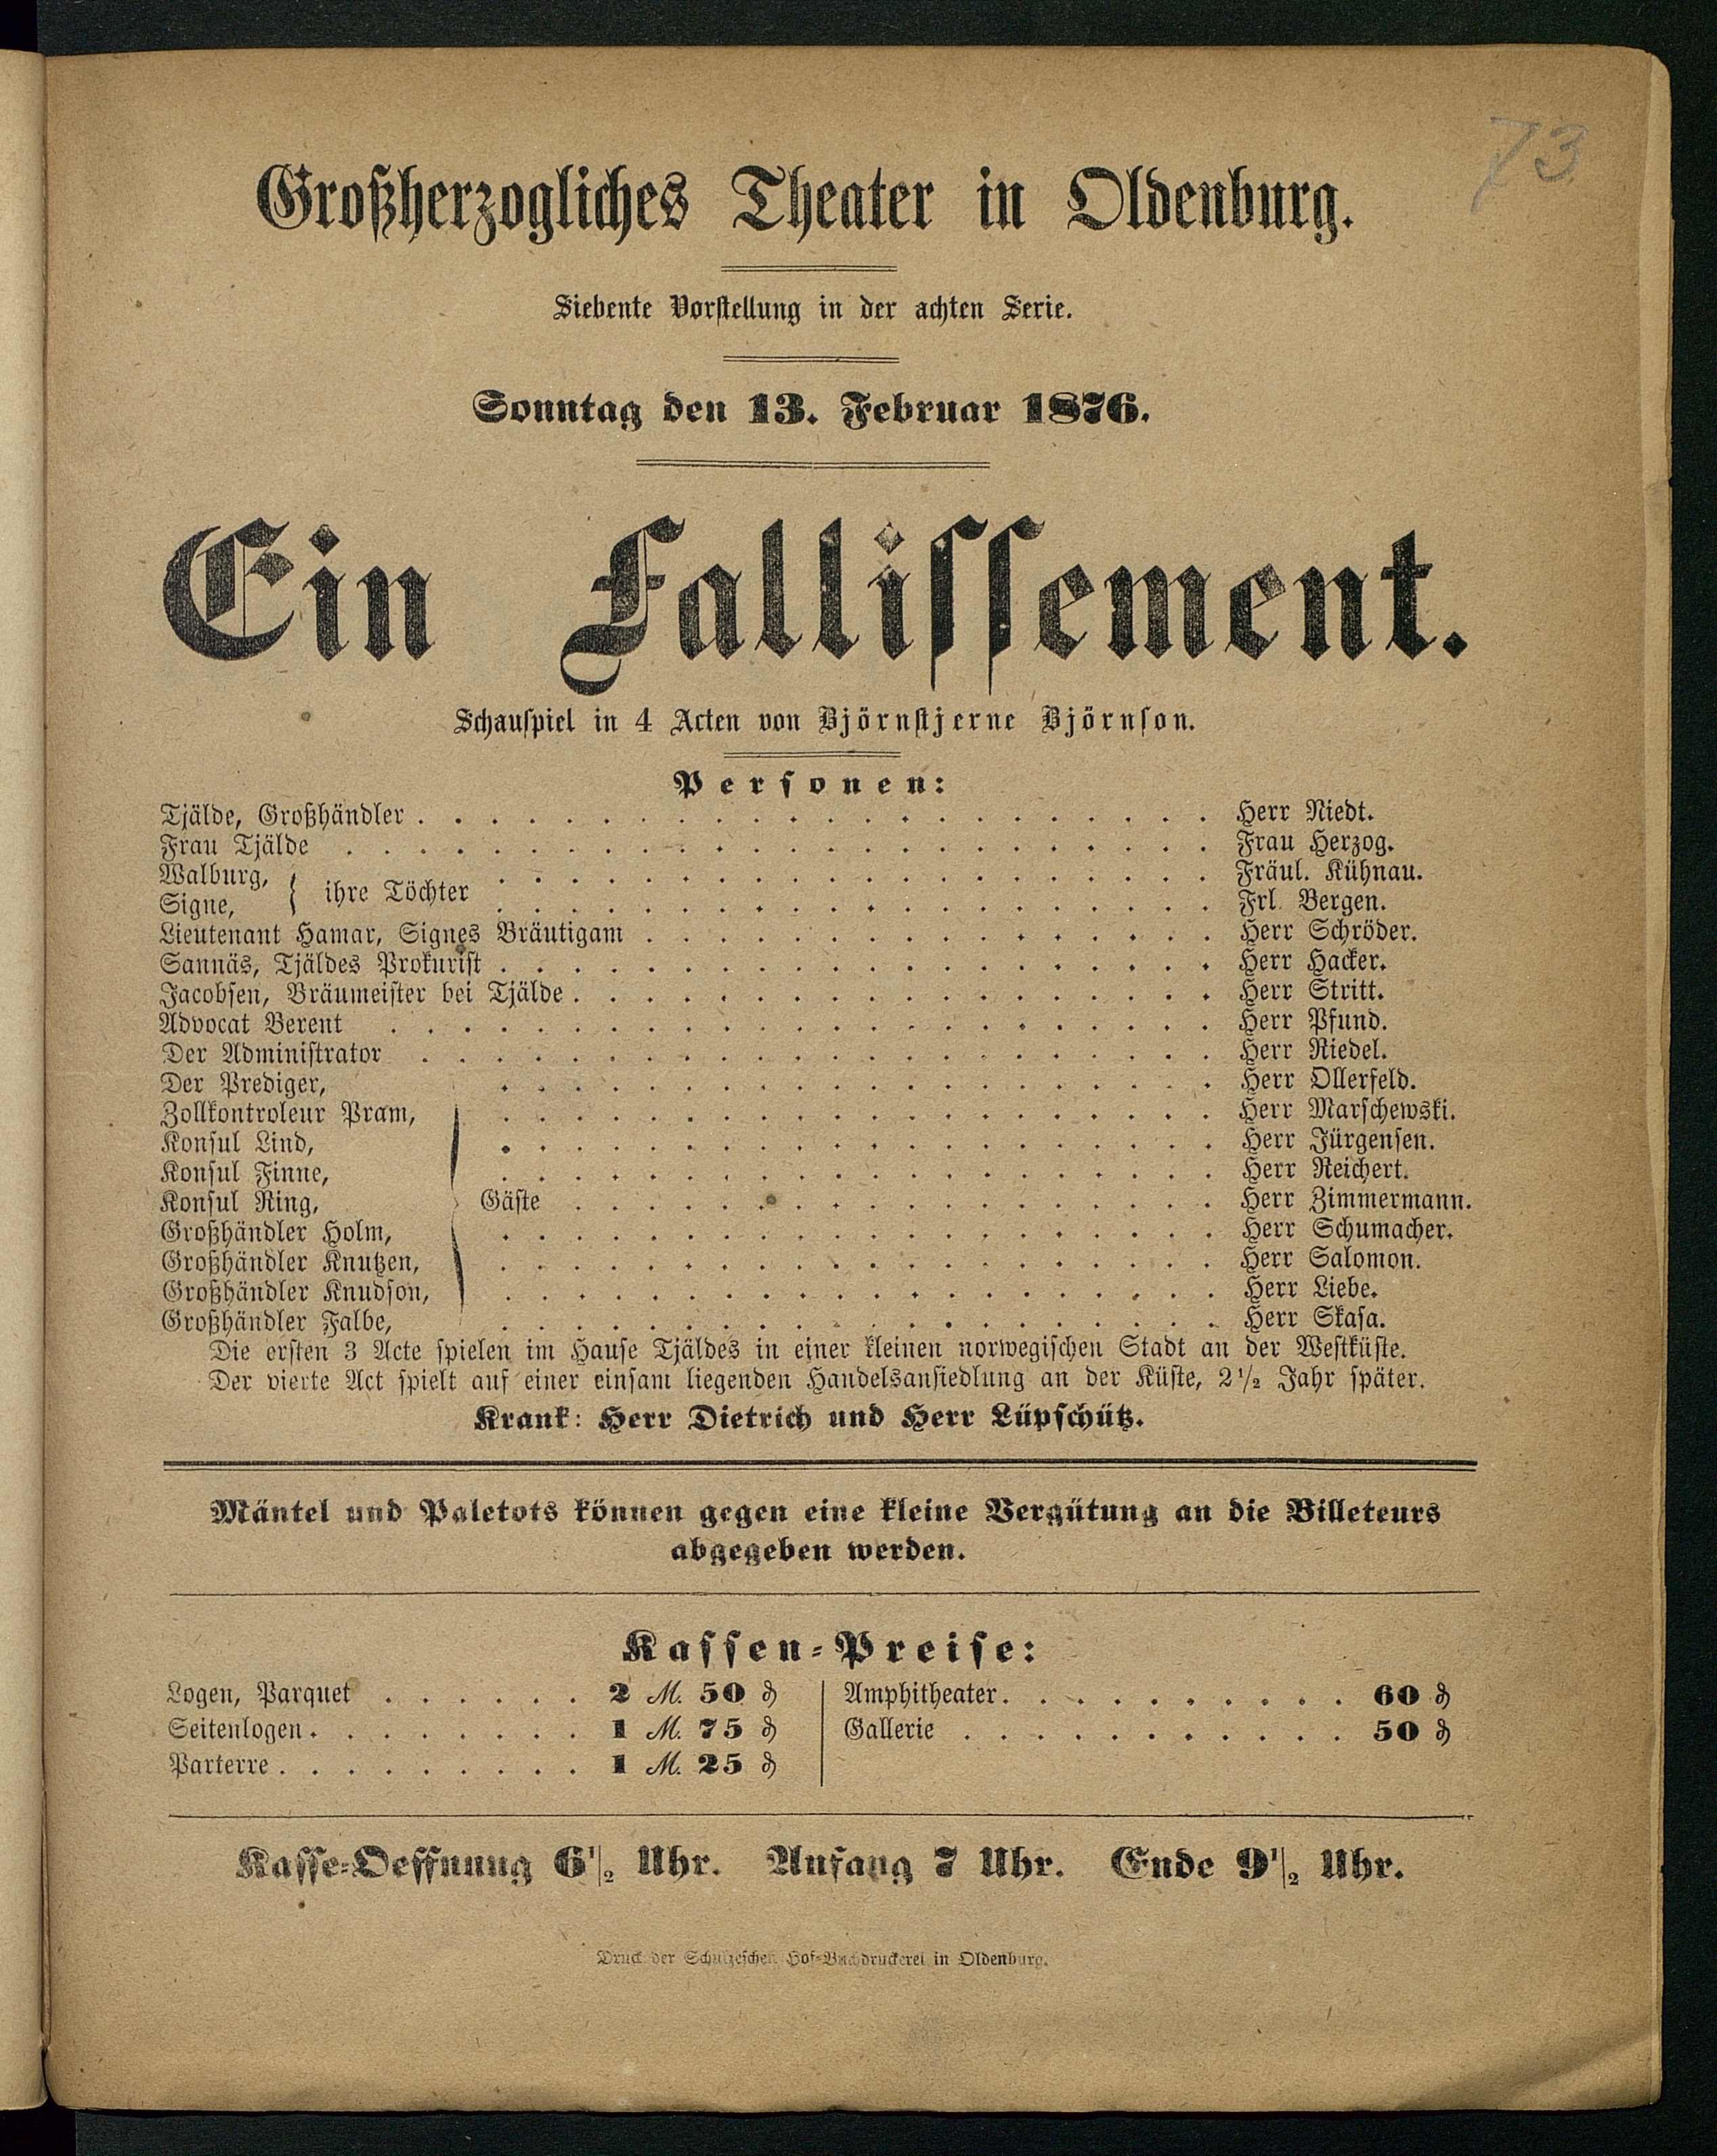 73
Großherzogliches Theater in Oldenburg.
Siebente Vorstellung in der achten Serie.
Sonntag den 13. Februar 1876.
Ein Fallissement.
Schauspiel in 4 Acten von Björnstjerne Björnson.
Personen:
Tjälde, Großhändler . . . . . Herr Niedt.
Frau Tjälde . . . . . Frau Herzog.
Walburg, } ihre Töchter . . . . . Fräul. Kühnau.
Signe, . . . . . Frl. Bergen.
Lieutenant Hamar, Signes Bräutigam . . . . . Herr Schröder.
Sannäs, Tjäldes Prokurist . . . . . Herr Hacker.
Jacobsen, Bräumeister bei Tjälde . . . . . Herr Stritt.
Advocat Berent . . . . . Herr Pfund.
Der Administrator . . . . . Herr Riedel.
Der Prediger, . . . . . Herr Ollerfeld.
Zollkontroleur Pram, . . . . . Herr Marschewski.
Konsul Lind, . . . . . Herr Jürgensen.
Konsul Finne, . . . . . Herr Reichert.
Konsul Ring, } Gäste . . . . . Herr Zimmermann.
Großhändler Holm, . . . . . Herr Schumacher.
Großhändler Knutzen, . . . . . Herr Salomon.
Großhändler Knudson, . . . . . Herr Liebe.
Großhändler Falbe, . . . . . Herr Skasa.
Die ersten 3 Acte spielen im Hause Tjäldes in einer kleinen norwegischen Stadt an der Westküste.
Der vierte Act spielt auf einer einsam liegenden Handelsansiedlung an der Küste, 2 1/2 Jahr später.
Krank: Herr Dietrich und Herr Lüpschütz.
Mäntel und Paletots können gegen eine kleine Vergütung an die Billeteurs
abgegeben werden.
Kassen-Preise:
Logen, Parquet . . . . . 2 M. 50 ₰
Seitenlogen . . . . . 1 M. 75 ₰
Parterre . . . . . 1 M. 25 ₰
Amphitheater . . . . . 60 ₰
Gallerie . . . . . 50 ₰
Kasse-Oeffnung 6 1/2 Uhr. Anfang 7 Uhr. Ende 9 1/2 Uhr.
Druck der Schulzeschen Hof-Buchdruckerei in Oldenburg.